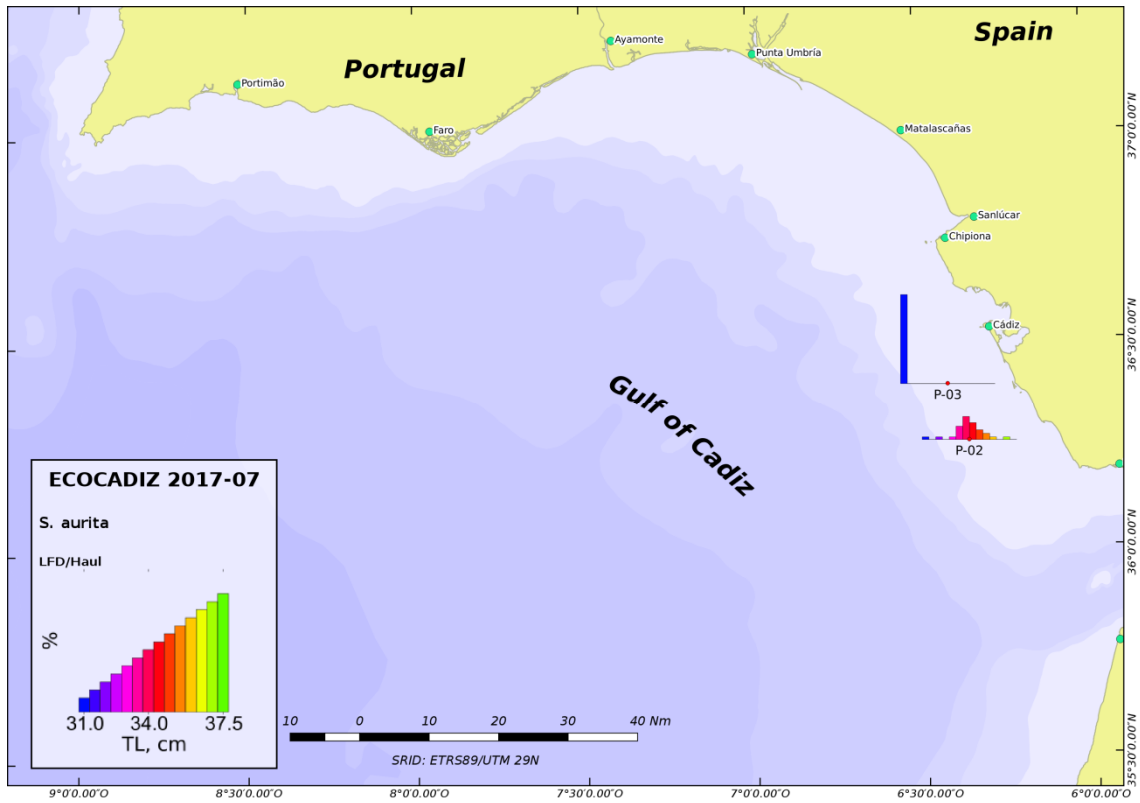 Spain
Ayamonte
Punta Umbría
Portugal
Portimão
Faro
Matalascañas
37°0'0.00"N
Sanlúcar
Chipiona
Cádiz
36°30'0.00"N
P-03
Gulf of Cadiz
P-02
ECOCADIZ 2017-07
S. aurita
LFD/Haul
%
31.0 34.0 37.5
TL, cm
10 0 10 20 30 40 Nm
SRID: ETRS89/UTM 29N
36°0'0.00"N
35°30'0.00"N
9°0'0.00"O 8°30'0.00"O 8°0'0.00"O 7°30'0.00"O 7°0'0.00"O 6°30'0.00"O 6°0'0.00"O